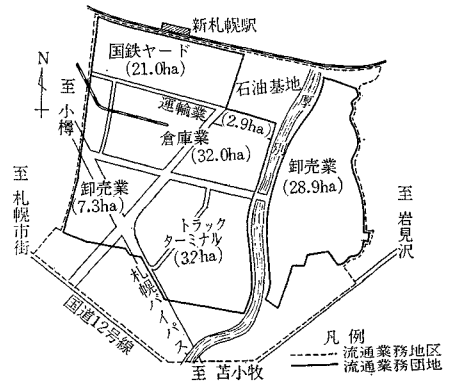 新札幌駅
国鉄ヤード
(21.0ha)
N
至小樽
運輸業
(2.9ha)
石油基地
厚
別
倉庫業
(32.0ha)
卸売業
(28.9ha)
卸売業
(7.3ha)
至札幌市街
至岩見沢
トラック
ターミナル
(3.2ha)
札幌バイパス
国道12号線
至 苫小牧
凡 例
流通業務地区
流通業務団地